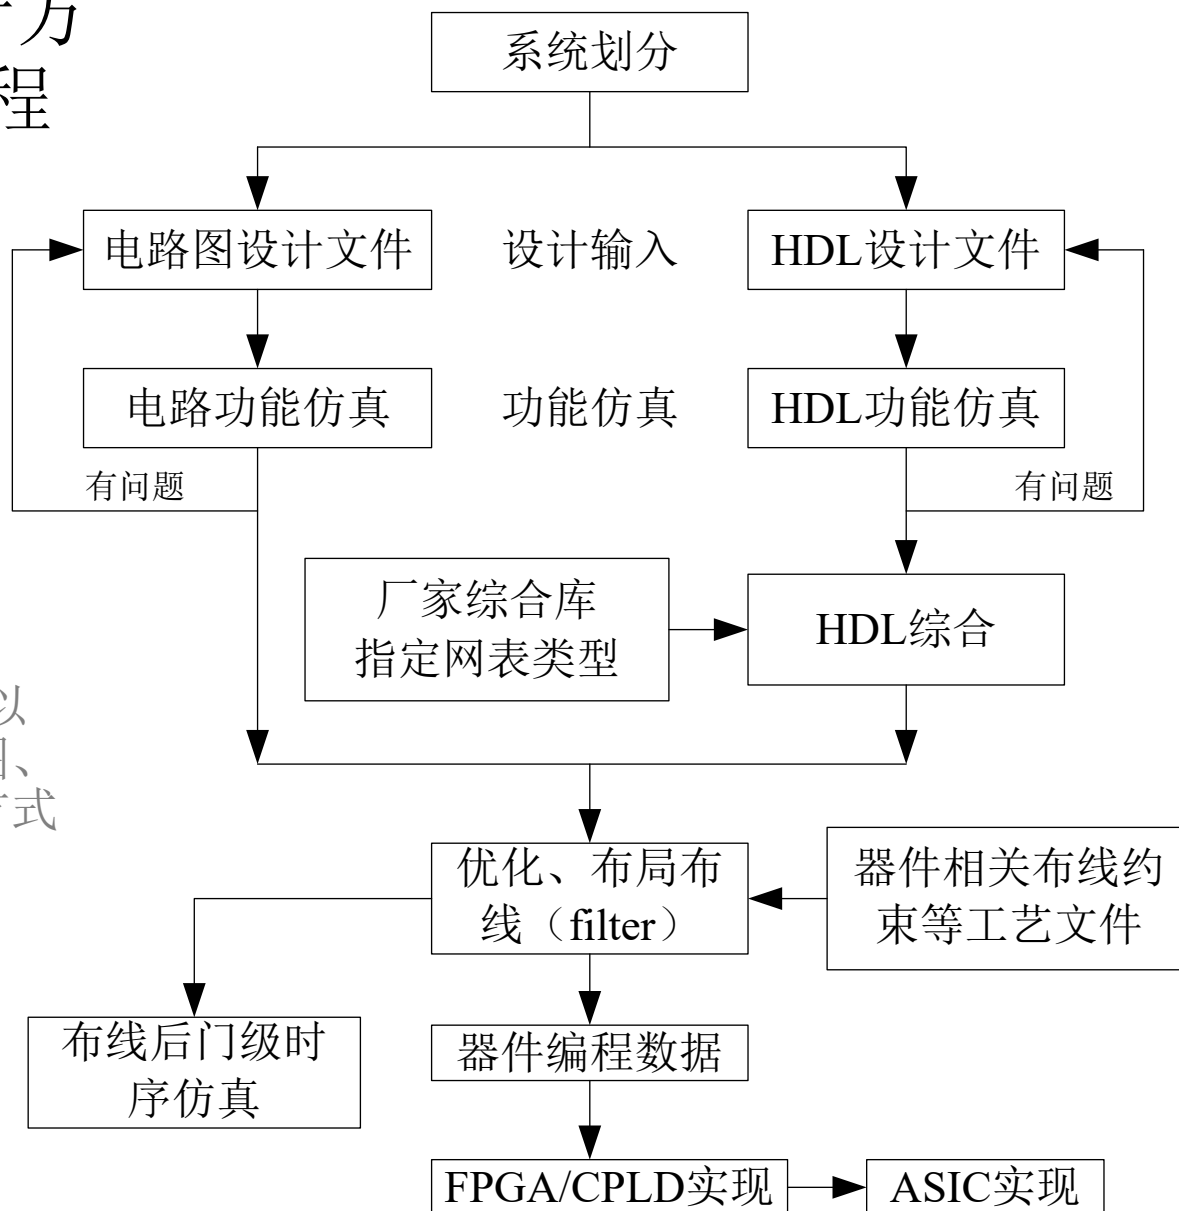 方
程
系统划分
电路图设计文件
设计输入
HDL设计文件
电路功能仿真
功能仿真
HDL功能仿真
有问题
有问题
厂家综合库
指定网表类型
HDL综合
以
、
式
优化、布局布
线（filter）
器件相关布线约
束等工艺文件
布线后门级时
序仿真
器件编程数据
FPGA/CPLD实现
ASIC实现